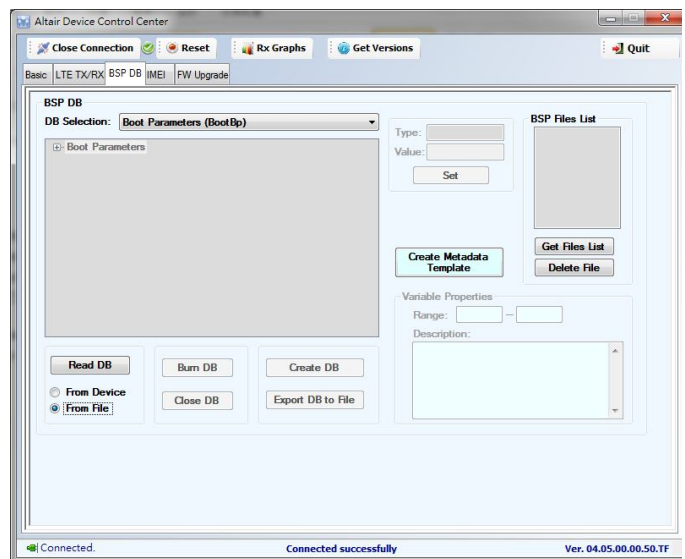 Altair Device Control Center
Close Connection Reset Rx Graphs Get Versions Quit
Basic LTE TX/RX BSP DB IMEI FW Upgrade
BSP DB
DB Selection: Boot Parameters (BootBp)
Boot Parameters
Type:
Value:
Set
BSP Files List
Get Files List
Delete File
Create Metadata
Template
Variable Properties
Range: –
Description:
Read DB
From Device
From File
Burn DB
Close DB
Create DB
Export DB to File
Connected. Connected successfully Ver. 04.05.00.00.50.TF